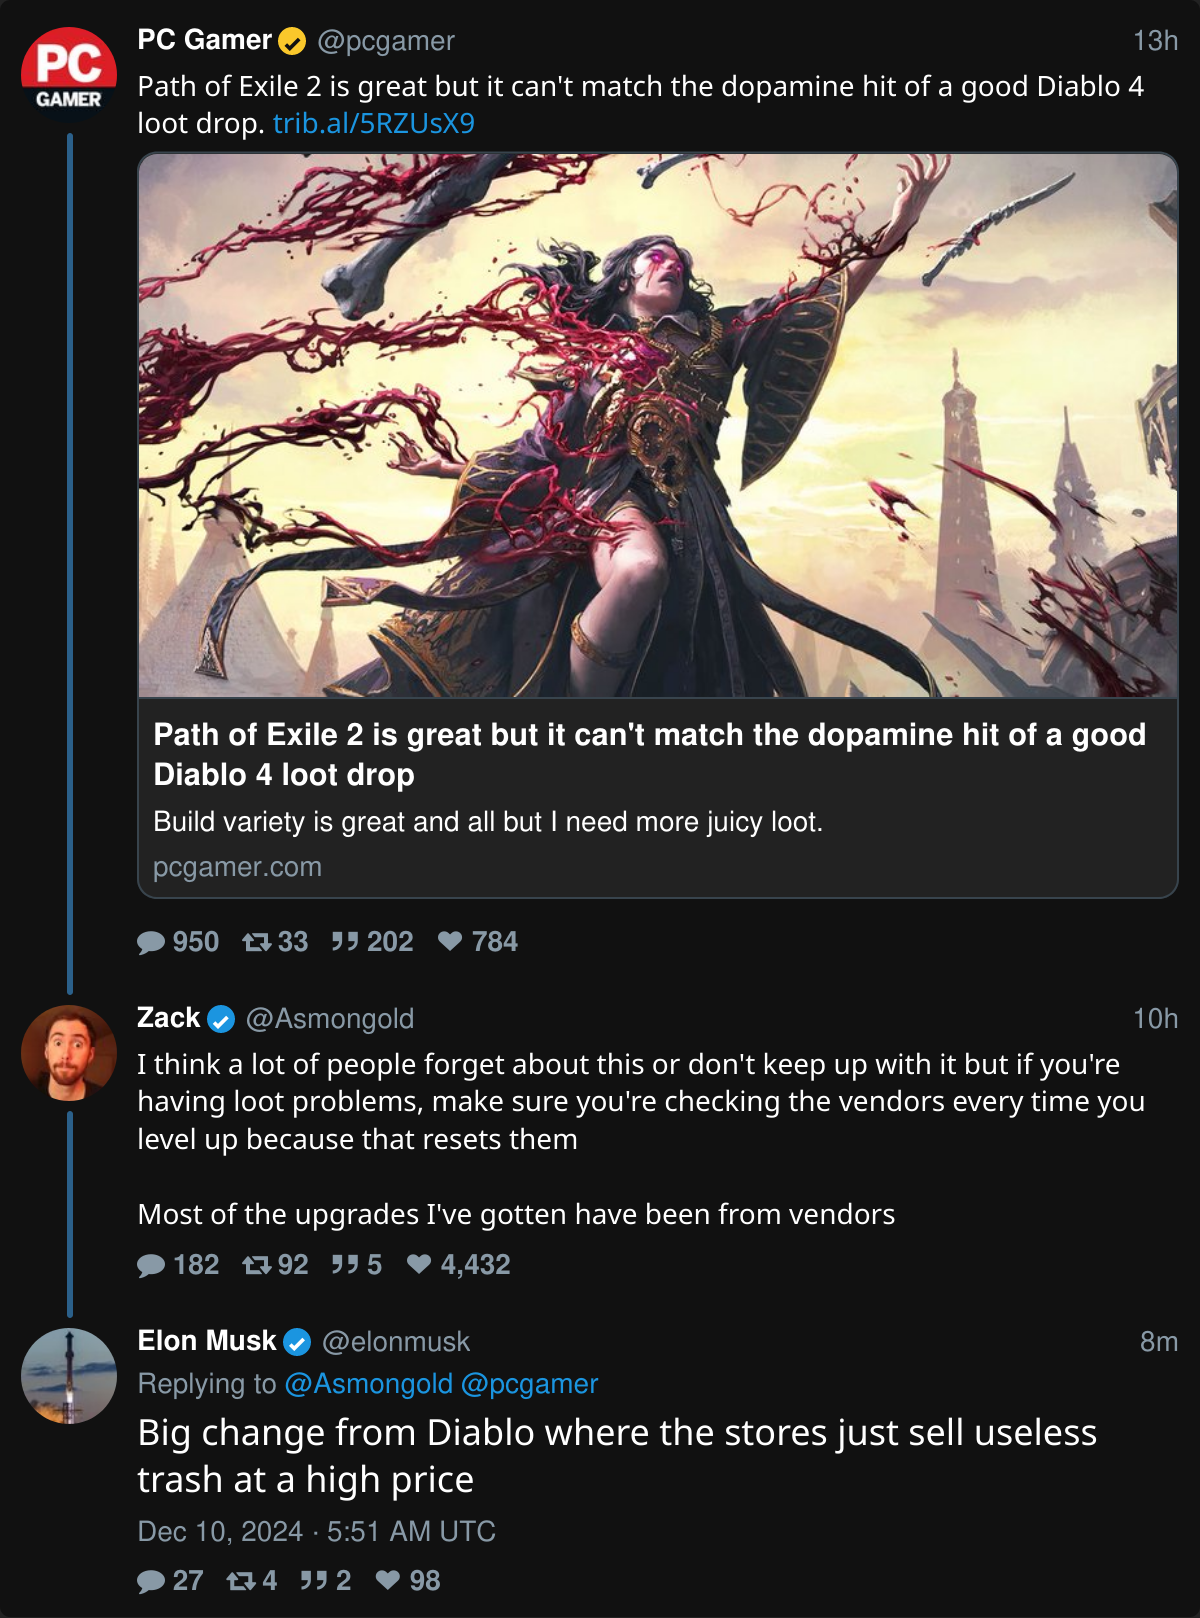 PC
GAMER
PC Gamer @pcgamer 13h
Path of Exile 2 is great but it can't match the dopamine hit of a good Diablo 4
loot drop. trib.al/5RZUsX9
Path of Exile 2 is great but it can't match the dopamine hit of a good
Diablo 4 loot drop
Build variety is great and all but I need more juicy loot.
pcgamer.com
950 33 202 784
Zack @Asmongold 10h
I think a lot of people forget about this or don't keep up with it but if you're
having loot problems, make sure you're checking the vendors every time you
level up because that resets them
Most of the upgrades I've gotten have been from vendors
182 92 5 4,432
Elon Musk @elonmusk 8m
Replying to @Asmongold @pcgamer
Big change from Diablo where the stores just sell useless
trash at a high price
Dec 10, 2024 · 5:51 AM UTC
27 4 2 98